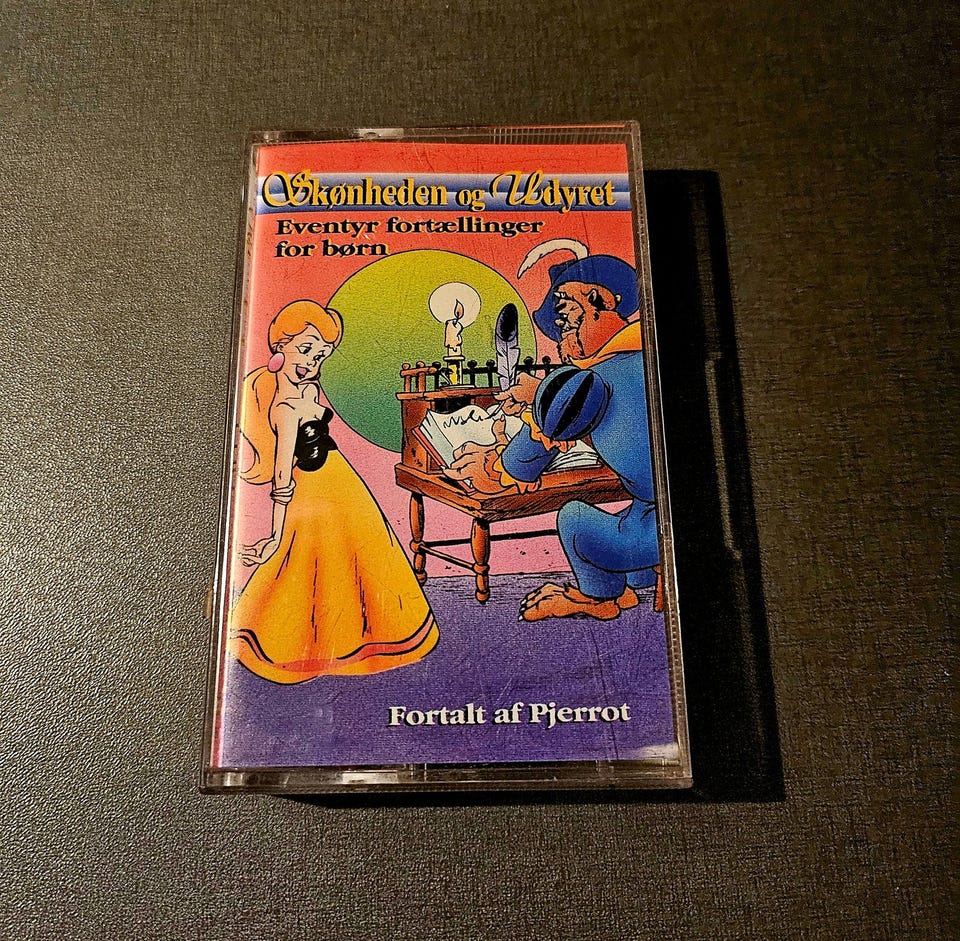 Skønheden og Udyret
Eventyr fortællinger
for børn
Fortalt af Pjerrot